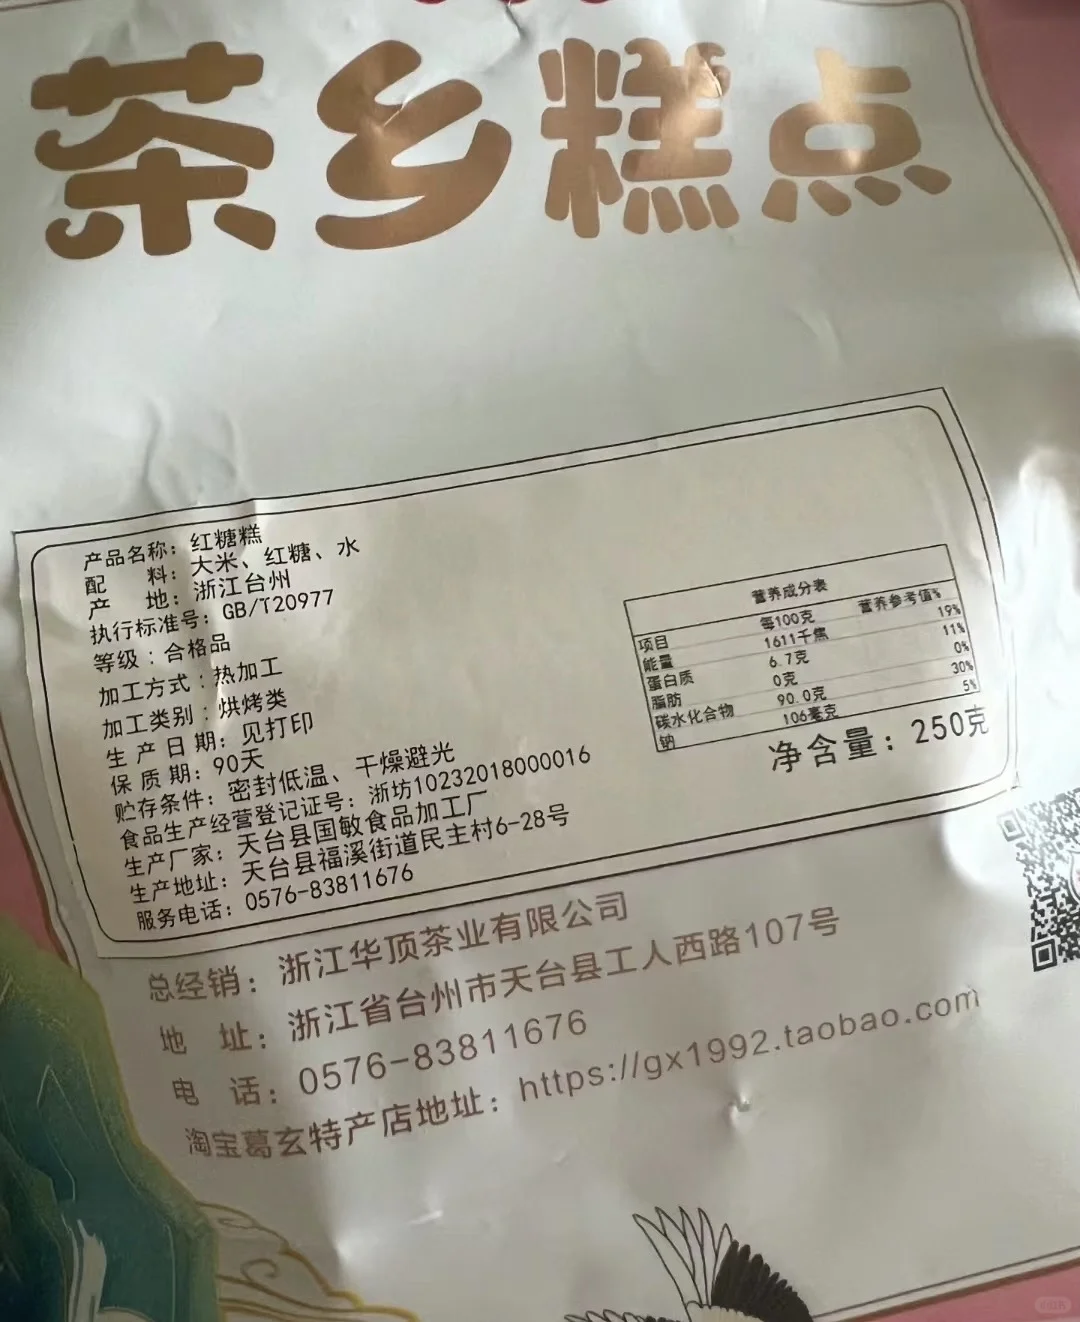 茶乡糕点
产品名称：红糖糕
配料：大米、红糖、水
产地：浙江台州
执行标准号：GB/T20977
等级：合格品
加工方式：热加工
加工类别：烘烤类
生产日期：见打印
保质期：90天
贮存条件：密封低温、干燥避光
食品生产经营登记证号：浙坊10232018000016
生产厂家：天台县国敏食品加工厂
生产地址：天台县福溪街道民主村6-28号
服务电话：0576-83811676
营养成分表
项目 每100克 营养参考值%
能量 1611千焦 19%
蛋白质 6.7克 11%
脂肪 0克 0%
碳水化合物 90.0克 30%
钠 106毫克 5%
净含量：250克
总经销：浙江华顶茶业有限公司
地址：浙江省台州市天台县工人西路107号
电话：0576-83811676
淘宝葛玄特产店地址：https://gx1992.taobao.com